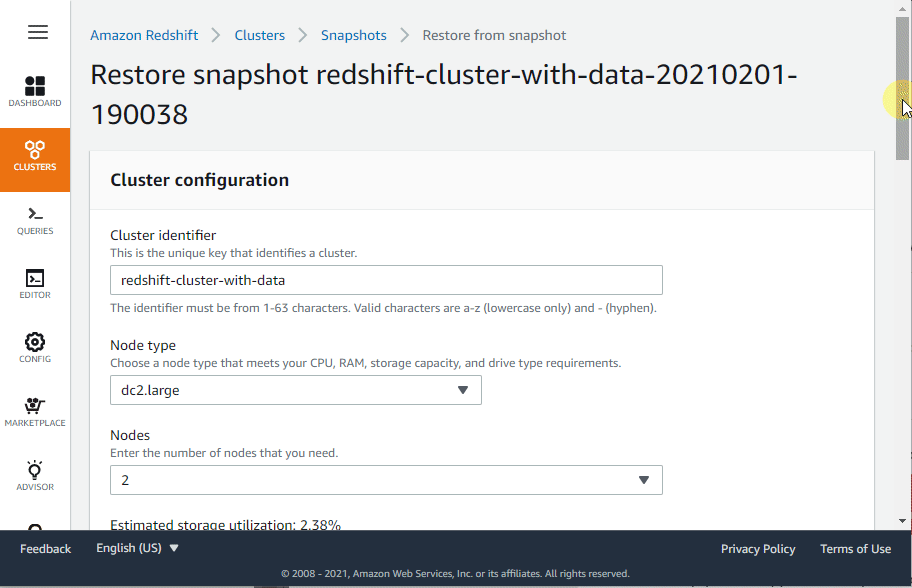 Amazon Redshift > Clusters > Snapshots > Restore from snapshot
Restore snapshot redshift-cluster-with-data-20210201-
190038
DASHBOARD
CLUSTERS
QUERIES
EDITOR
CONFIG
MARKETPLACE
ADVISOR
Cluster configuration
Cluster identifier
This is the unique key that identifies a cluster.
redshift-cluster-with-data
The identifier must be from 1-63 characters. Valid characters are a-z (lowercase only) and - (hyphen).
Node type
Choose a node type that meets your CPU, RAM, storage capacity, and drive type requirements.
dc2.large
Nodes
Enter the number of nodes that you need.
2
Estimated storage utilization: 2.38%
Feedback
English (US)
Privacy Policy
Terms of Use
© 2008 - 2021, Amazon Web Services, Inc. or its affiliates. All rights reserved.